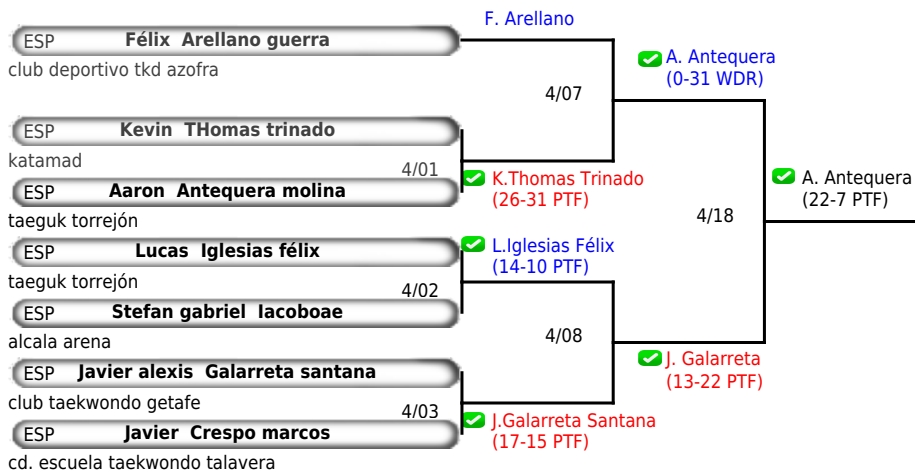 F. Arellano
ESP Félix Arellano guerra
club deportivo tkd azofra
A. Antequera
(0-31 WDR)
4/07
ESP Kevin THomas trinado
katamad
4/01
K.Thomas Trinado
(26-31 PTF)
ESP Aaron Antequera molina
taeguk torrejón
A. Antequera
(22-7 PTF)
4/18
ESP Lucas Iglesias félix
taeguk torrejón
L.Iglesias Félix
(14-10 PTF)
4/02
ESP Stefan gabriel Iacoboae
alcala arena
4/08
J. Galarreta
(13-22 PTF)
ESP Javier alexis Galarreta santana
club taekwondo getafe
4/03
J.Galarreta Santana
(17-15 PTF)
ESP Javier Crespo marcos
cd. escuela taekwondo talavera